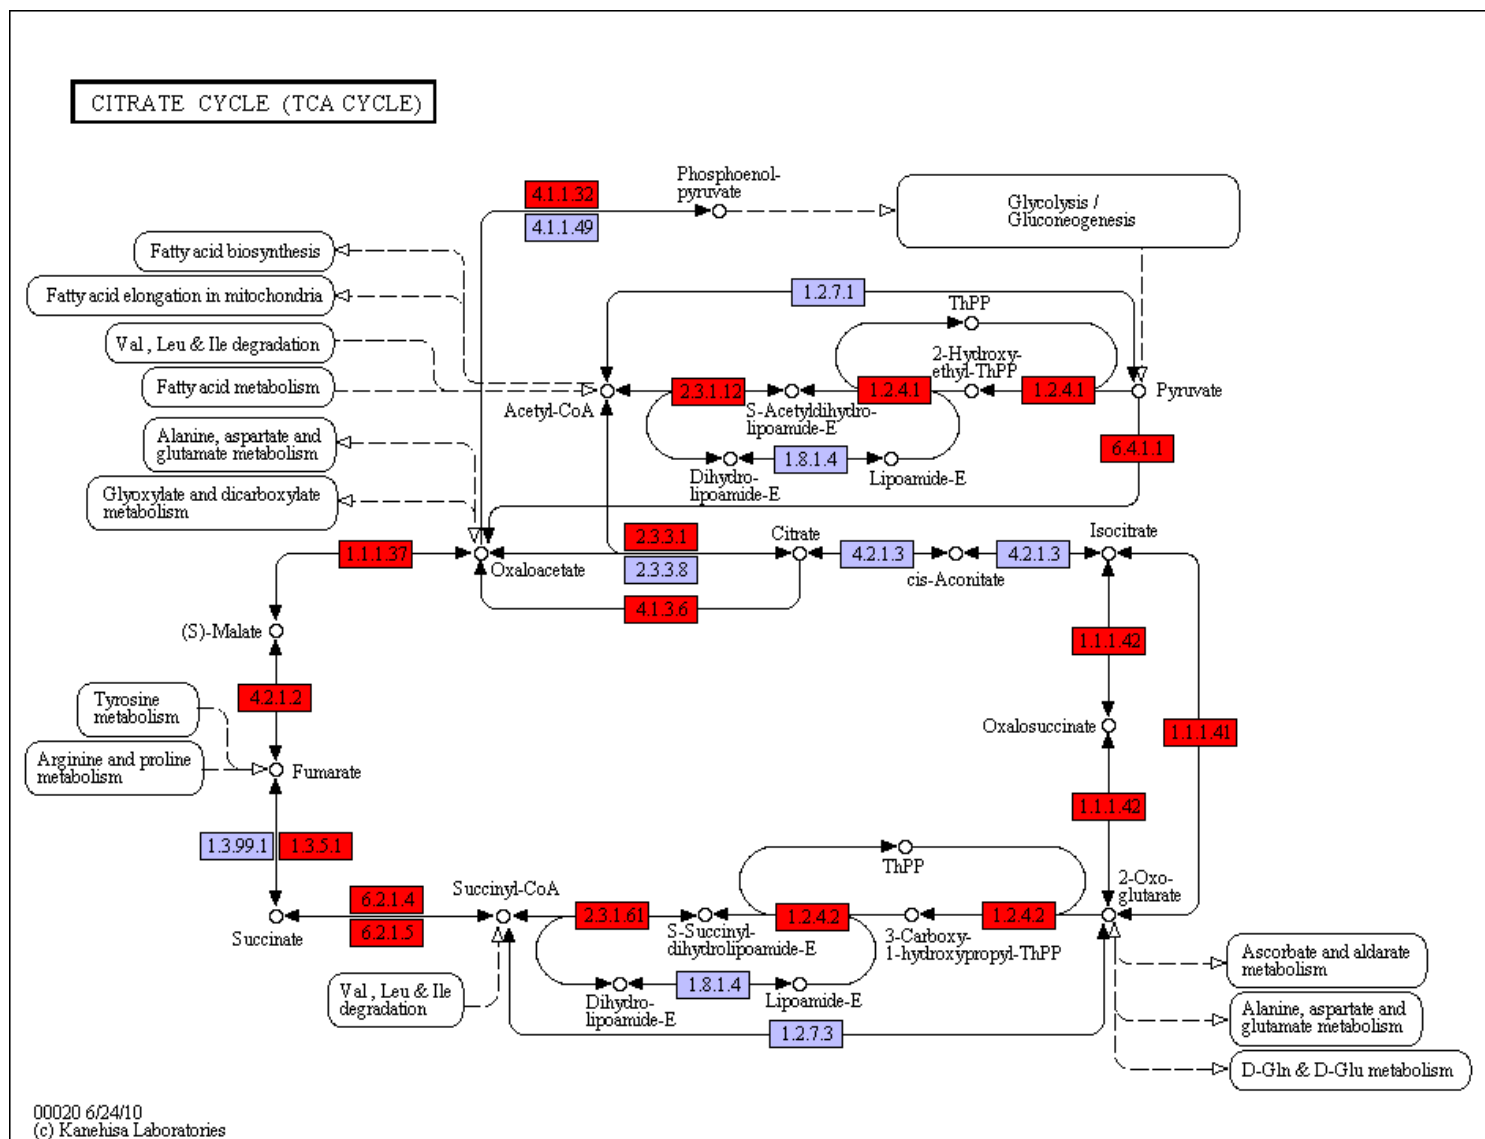 CITRATE CYCLE (TCA CYCLE)
Phosphoenol-
pyruvate
4.1.1.32
4.1.1.49
Glycolysis /
Gluconeogenesis
Fatty acid biosynthesis
Fatty acid elongation in mitochondria
Val , Leu & Ile degradation
Fatty acid metabolism
Alanine, aspartate and
glutamate metabolism
Glyoxylate and dicarboxylate
metabolism
1.2.7.1
ThPP
2-Hydroxy-
ethyl-ThPP
Acetyl-CoA
2.3.1.12
S-Acetyldihydro-
lipoamide-E
1.2.4.1
1.2.4.1
Pyruvate
6.4.1.1
Dihydro-
lipoamide-E
1.8.1.4
Lipoamide-E
1.1.1.37
Oxaloacetate
2.3.3.1
2.3.3.8
4.1.3.6
Citrate
4.2.1.3
cis-Aconitate
4.2.1.3
Isocitrate
(S)-Malate
1.1.1.42
4.2.1.2
Tyrosine
metabolism
Arginine and proline
metabolism
Fumarate
Oxalosuccinate
1.1.1.41
1.1.1.42
1.3.99.1
1.3.5.1
ThPP
Succinate
6.2.1.4
6.2.1.5
Succinyl-CoA
2.3.1.61
S-Succinyl-
dihydrolipoamide-E
1.2.4.2
3-Carboxy-
1-hydroxypropyl-ThPP
1.2.4.2
2-Oxo-
glutarate
Val , Leu & Ile
degradation
Dihydro-
lipoamide-E
1.8.1.4
Lipoamide-E
1.2.7.3
Ascorbate and aldarate
metabolism
Alanine, aspartate and
glutamate metabolism
D-Gln & D-Glu metabolism
00020 6/24/10
(c) Kanehisa Laboratories